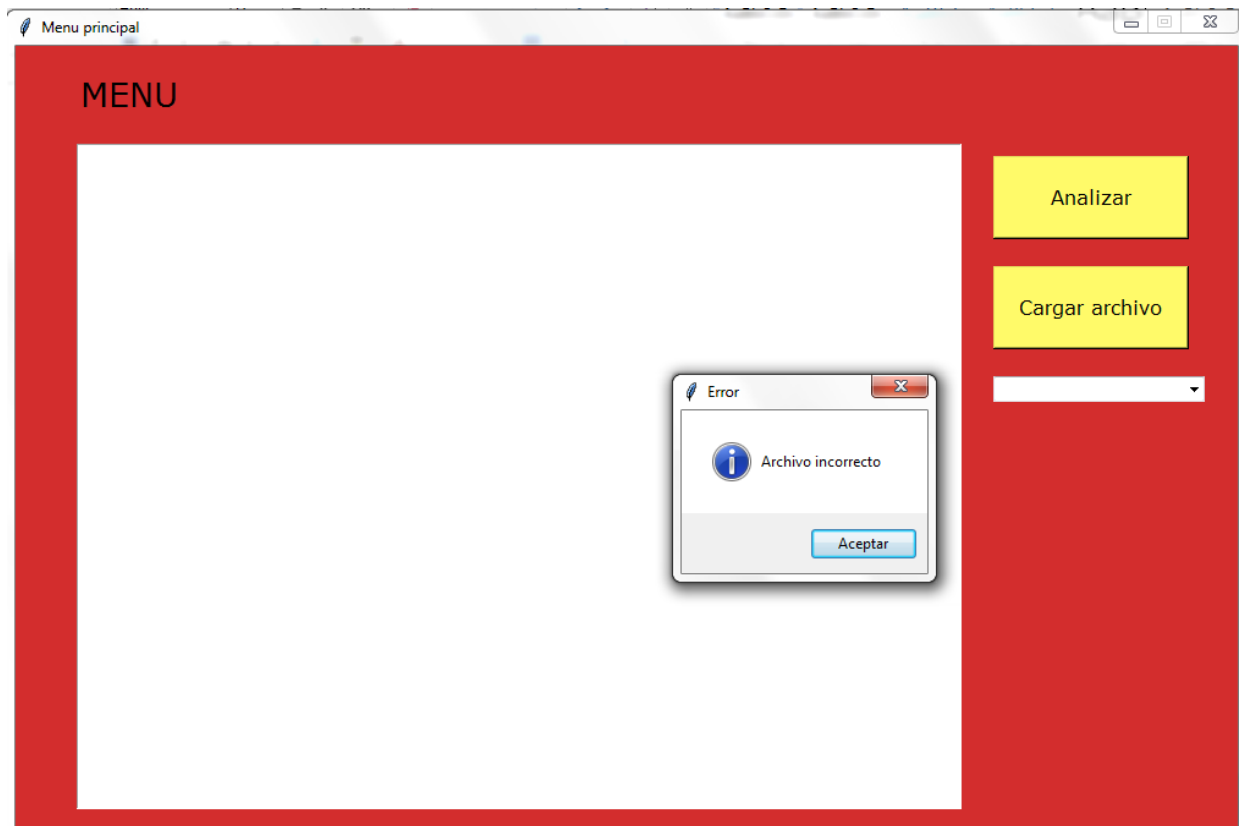 Menu principal
MENU
Analizar
Cargar archivo
Error
Archivo incorrecto
Aceptar